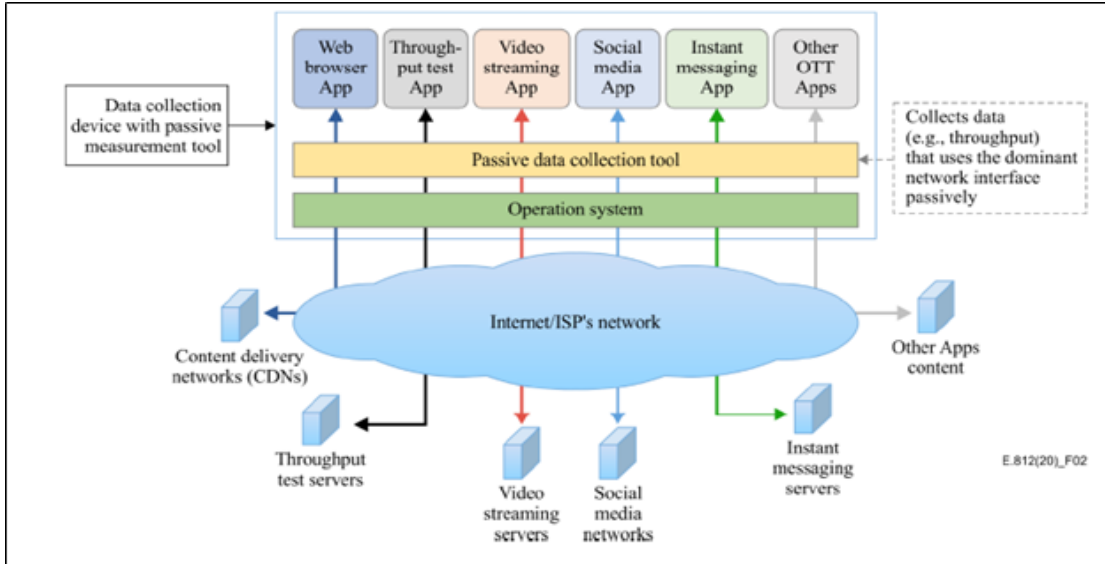 Web
browser
App
Through-
put test
App
Video
streaming
App
Social
media
App
Instant
messaging
App
Other
OTT
Apps
Data collection
device with passive
measurement tool
Collects data
(e.g., throughput)
that uses the dominant
network interface
passively
Passive data collection tool
Operation system
Internet/ISP's network
Content delivery
networks (CDNs)
Other Apps
content
Throughput
test servers
Video
streaming
servers
Social
media
networks
Instant
messaging
servers
E.812(20)_F02